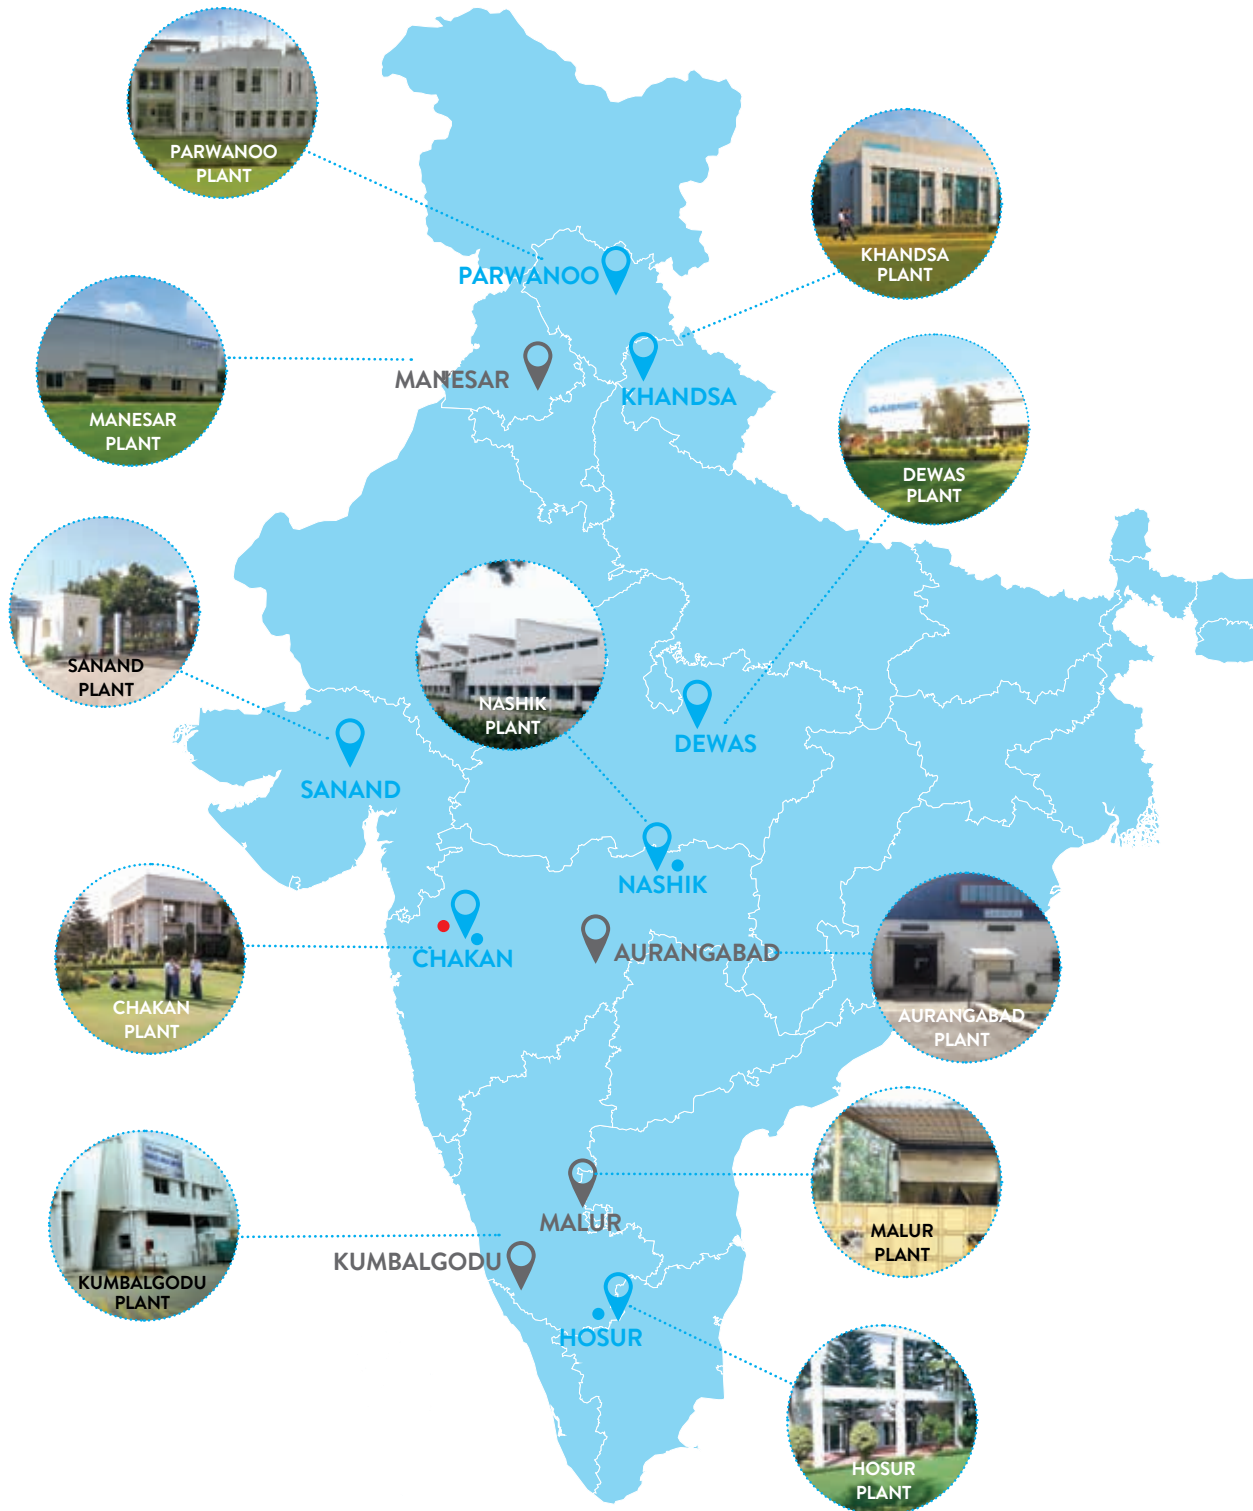 PARWANOO
PLANT
KHANDSA
PLANT
PARWANOO
MANESAR
PLANT
MANESAR
KHANDSA
DEWAS
PLANT
SANAND
PLANT
NASHIK
PLANT
DEWAS
SANAND
NASHIK
CHAKAN
PLANT
CHAKAN
AURANGABAD
AURANGABAD
PLANT
MALUR
PLANT
MALUR
KUMBALGODU
KUMBALGODU
PLANT
HOSUR
HOSUR
PLANT